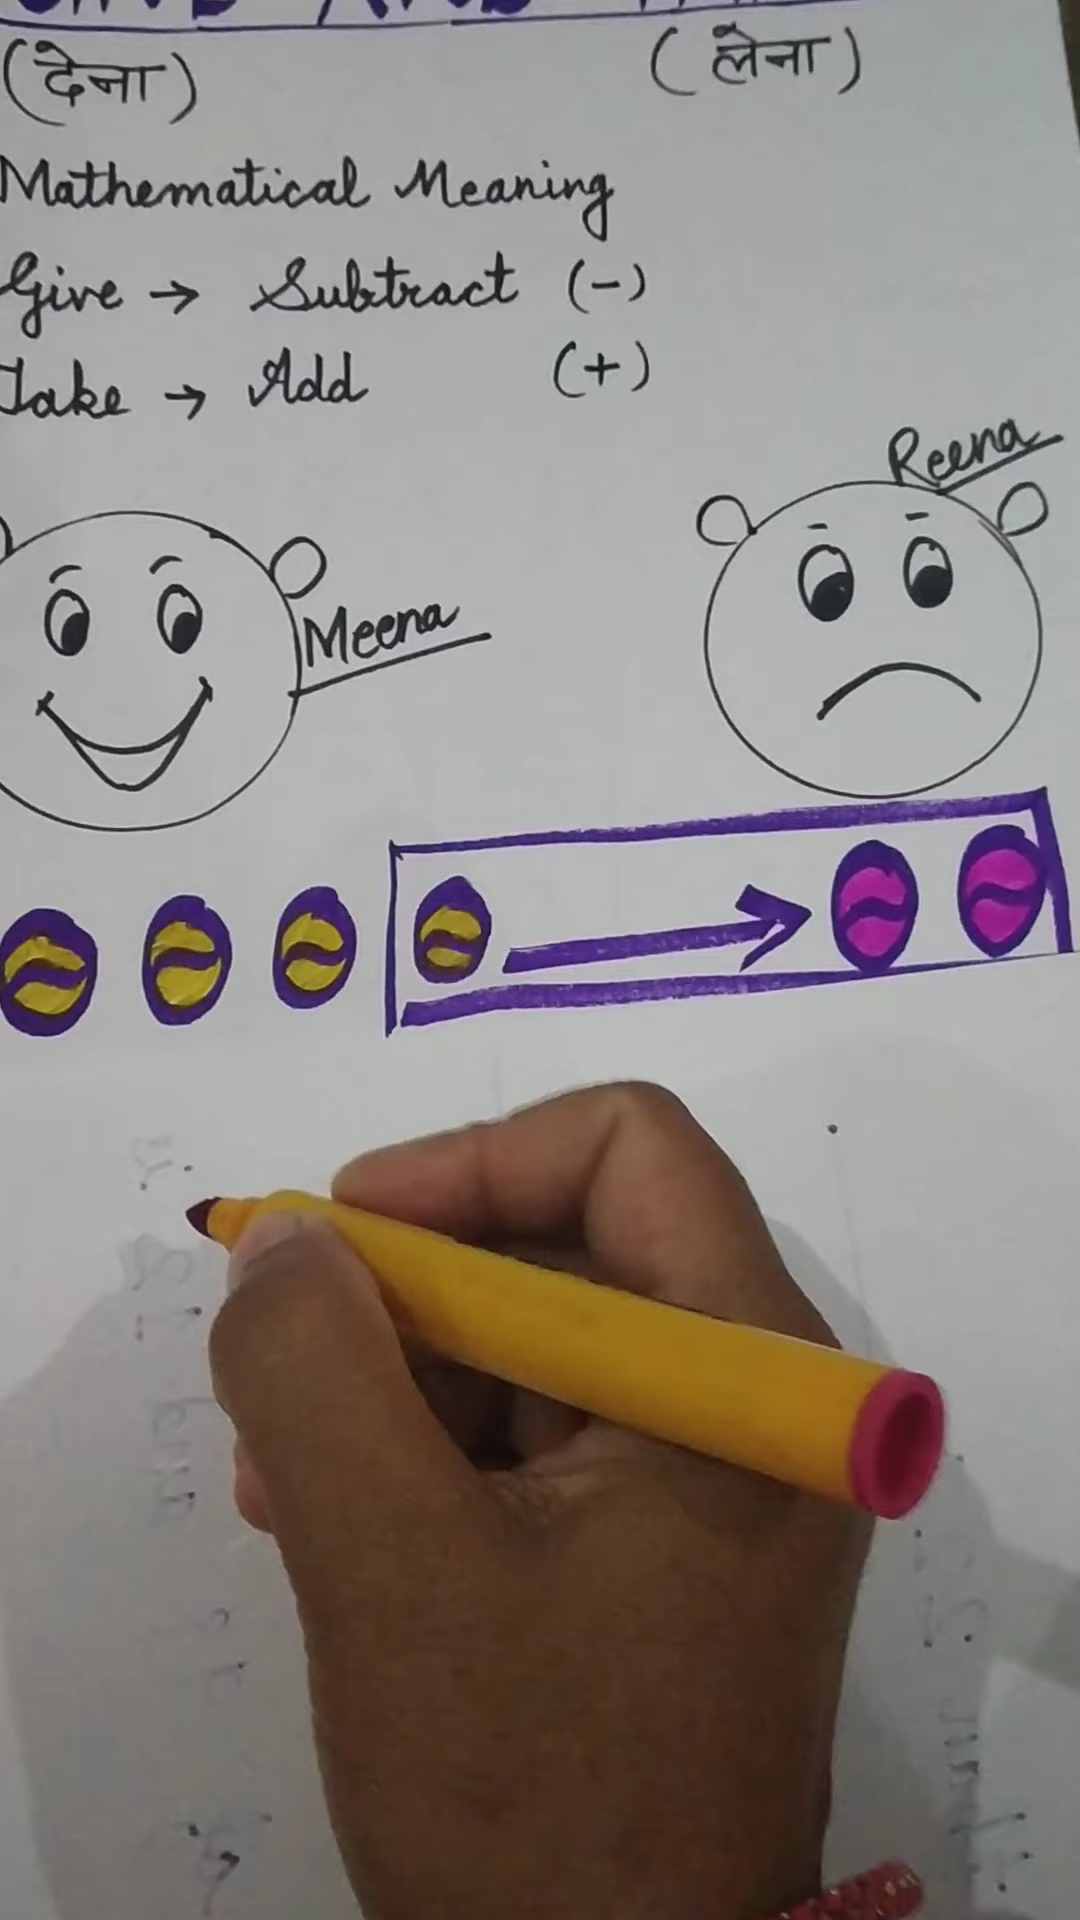 (देना) (लेना)
Mathematical Meaning
Give → Subtract (-)
Take → Add (+)
Reena
Meena